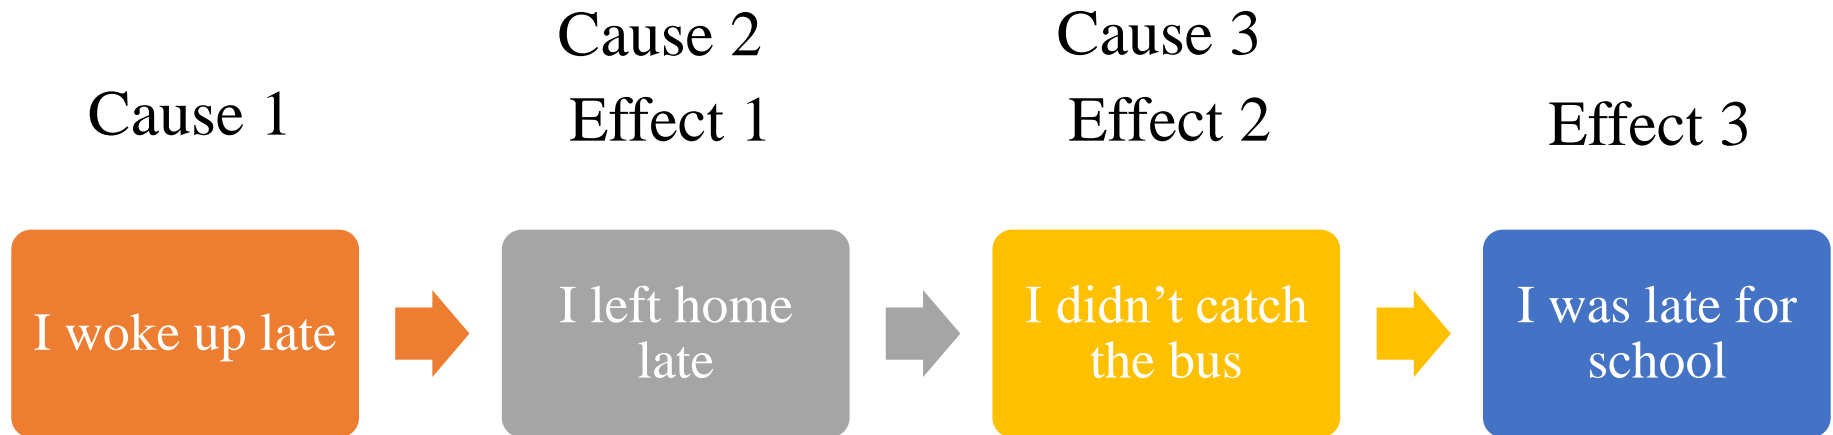 Cause 1
Cause 2
Effect 1
Cause 3
Effect 2
Effect 3
I woke up late
I left home
late
I didn’t catch
the bus
I was late for
school